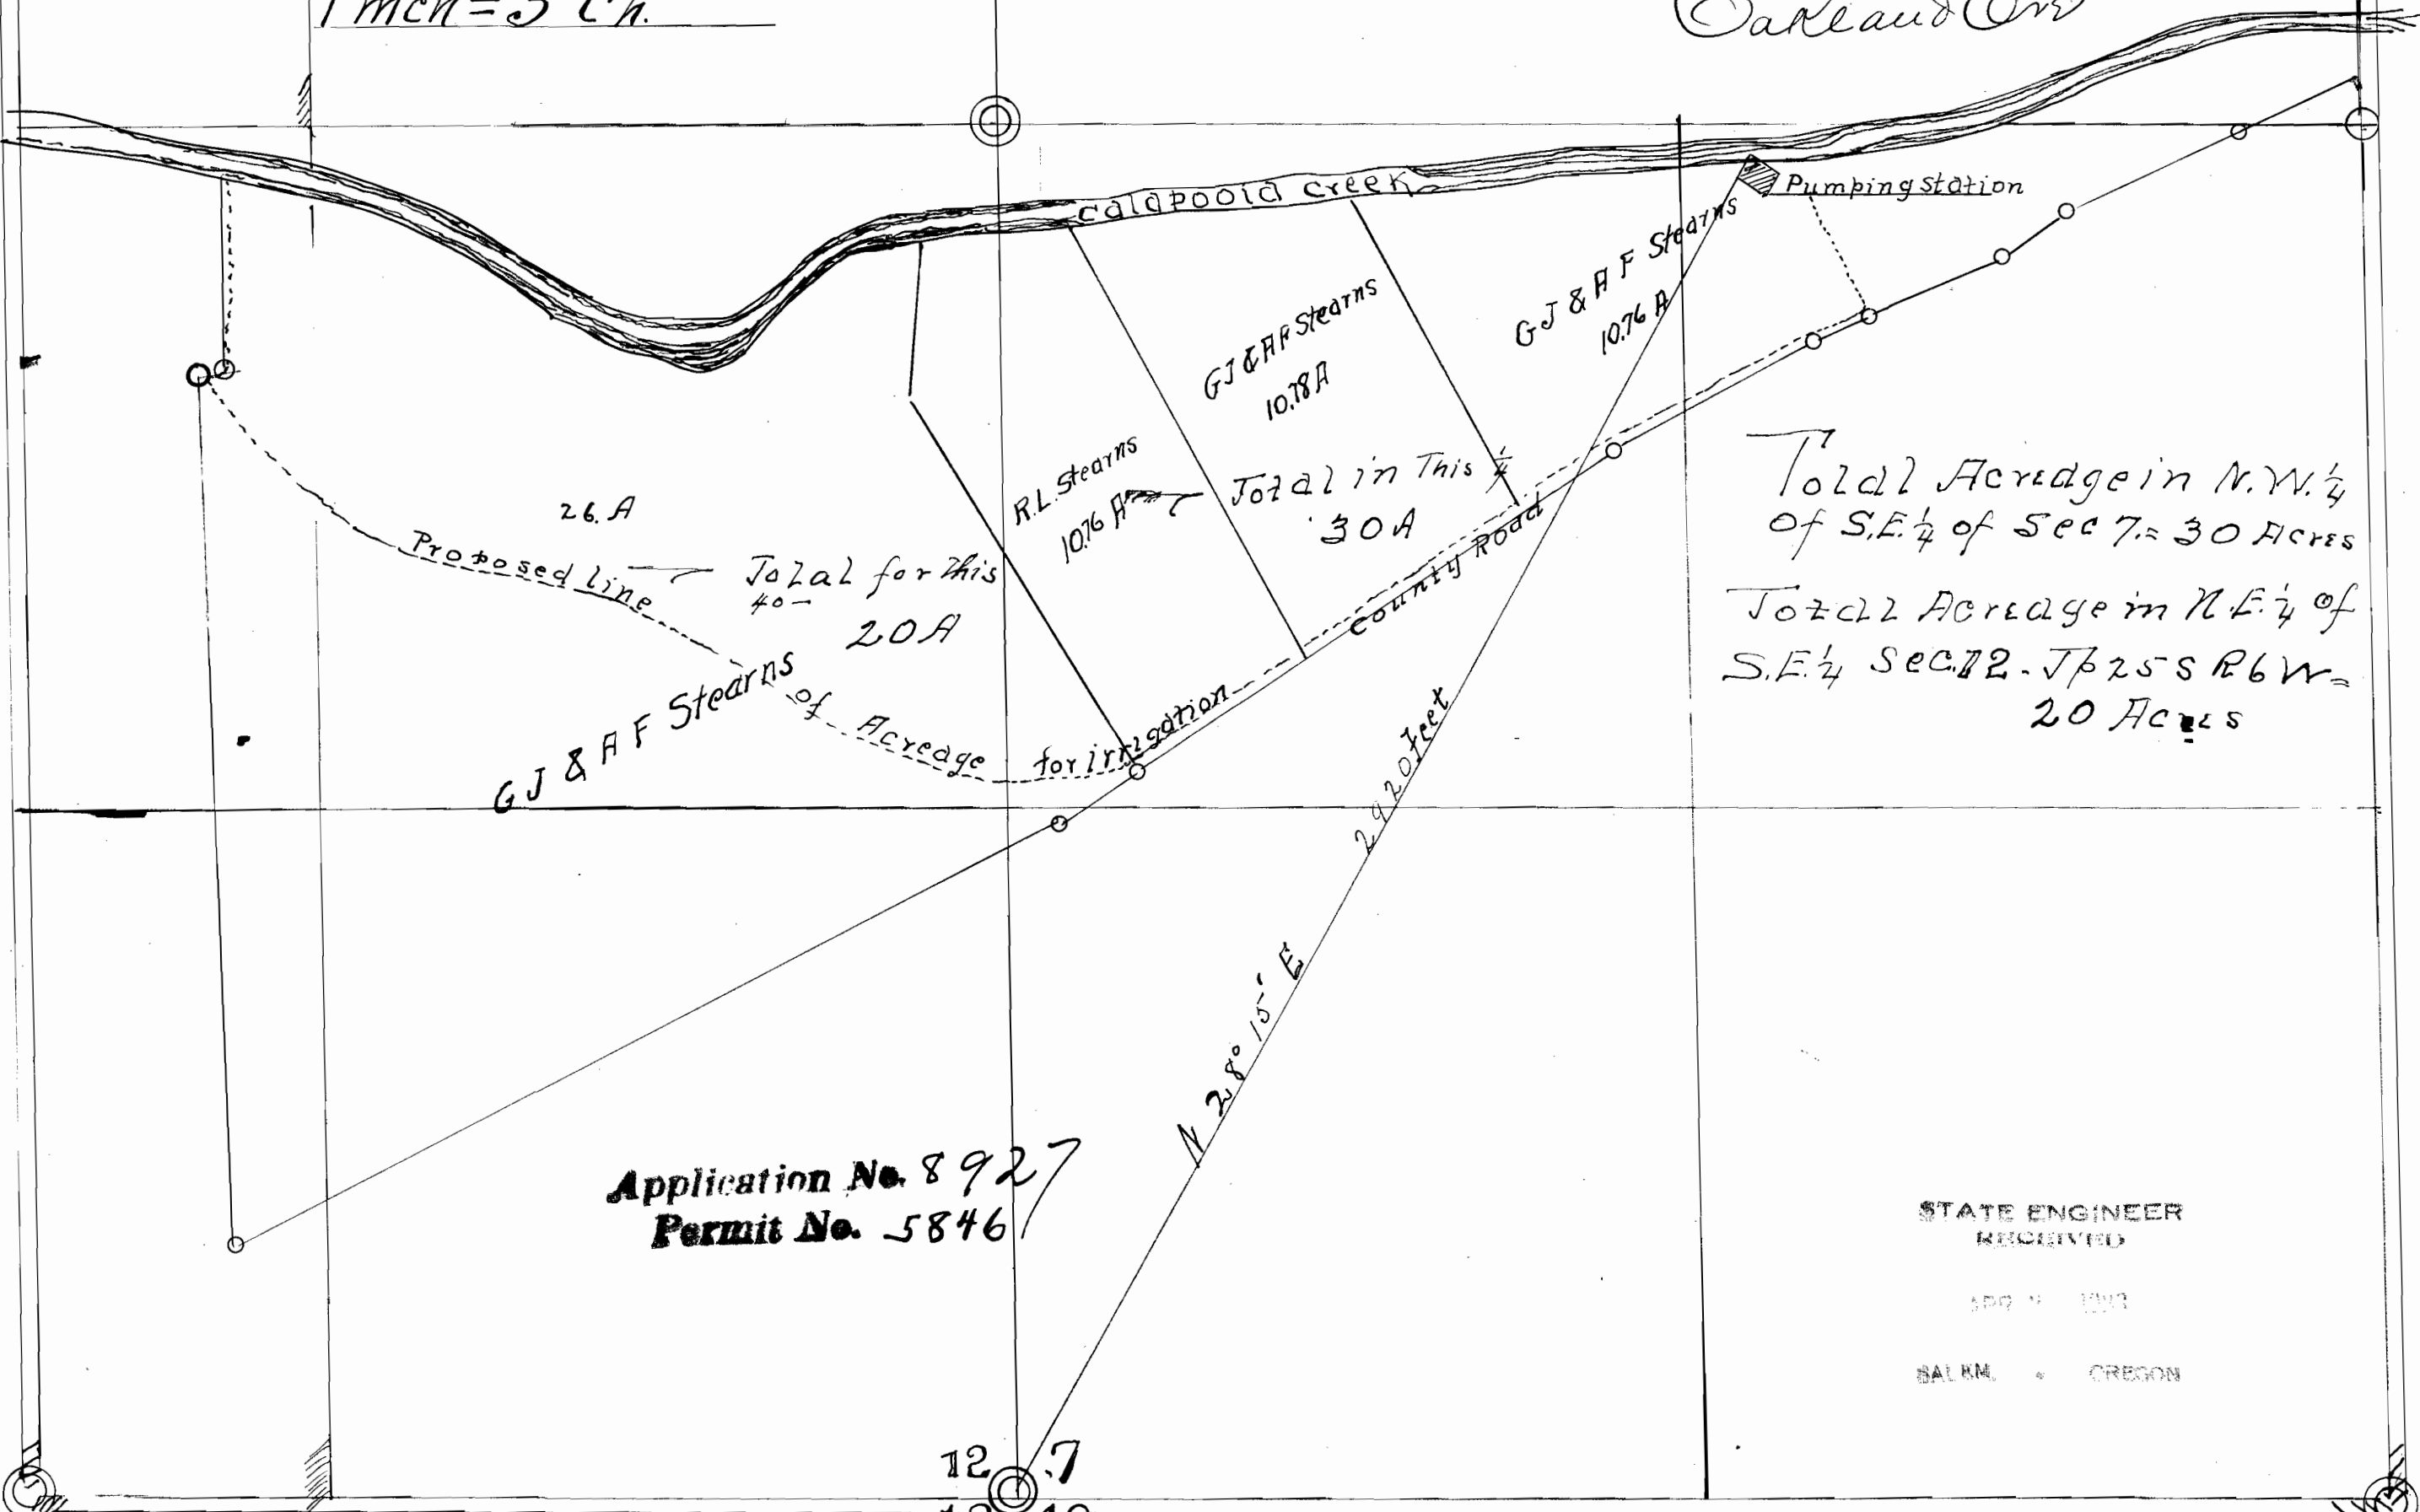 1 inch = 5 Ch.
Oakland Ore
Calapooia Creek
Pumping station
G J & A F Stearns
10.76 A
G J & A F Stearns
10.78 A
R.L. Stearns
10.76 A
Total in This 1/4
30 A
Total Acredge in N.W. 1/4
of S.E. 1/4 of Sec 7. = 30 Acres
Total Acreage in N.E. 1/4 of
S.E. 1/4 Sec. 12 - Tp 25 S R 6 W =
20 Acres
26. A
Proposed line of Acreage for irrigation
Total for this
40 -
20 A
County Road
G J & A F Stearns
2920 feet
N 28° 15' E
Application No. 8927
Permit No. 5846
STATE ENGINEER
RECEIVED
APR
SALEM, OREGON
12 7